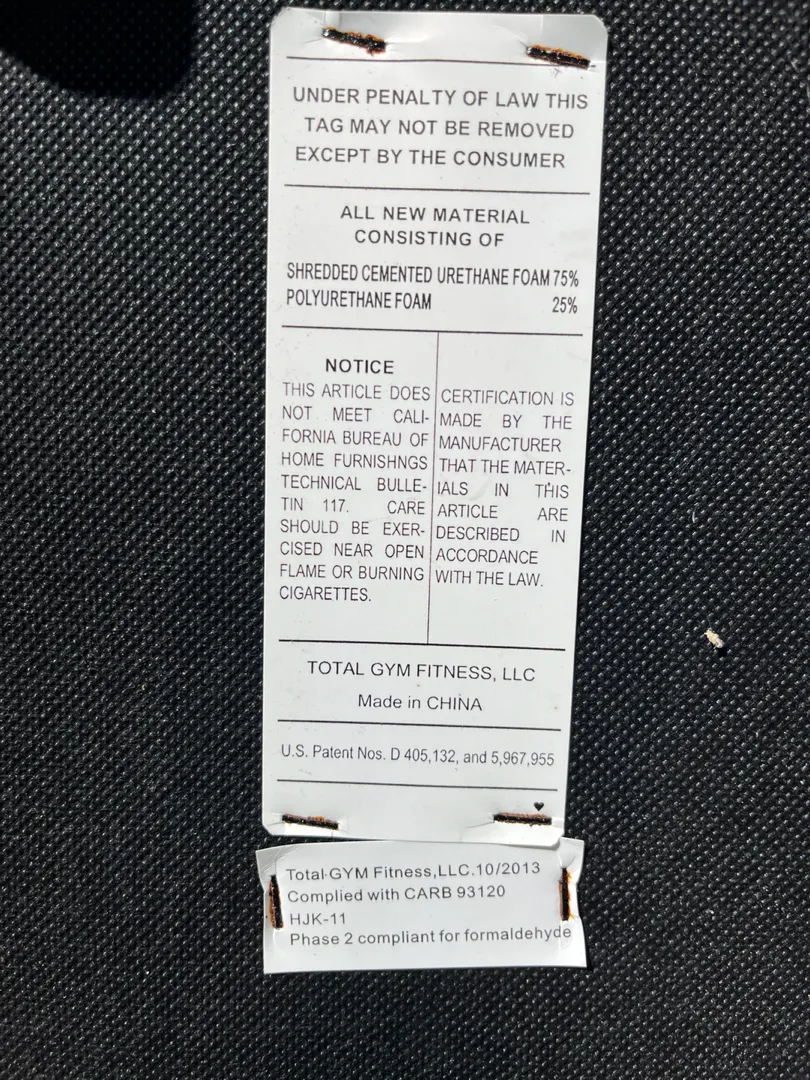 UNDER PENALTY OF LAW THIS
TAG MAY NOT BE REMOVED
EXCEPT BY THE CONSUMER
ALL NEW MATERIAL
CONSISTING OF
SHREDDED CEMENTED URETHANE FOAM 75%
POLYURETHANE FOAM 25%
NOTICE
THIS ARTICLE DOES
NOT MEET CALI-
FORNIA BUREAU OF
HOME FURNISHNGS
TECHNICAL BULLE-
TIN 117. CARE
SHOULD BE EXER-
CISED NEAR OPEN
FLAME OR BURNING
CIGARETTES.
CERTIFICATION IS
MADE BY THE
MANUFACTURER
THAT THE MATER-
IALS IN THIS
ARTICLE ARE
DESCRIBED IN
ACCORDANCE
WITH THE LAW.
TOTAL GYM FITNESS, LLC
Made in CHINA
U.S. Patent Nos. D 405,132, and 5,967,955
Total GYM Fitness,LLC.10/2013
Complied with CARB 93120
HJK-11
Phase 2 compliant for formaldehyde